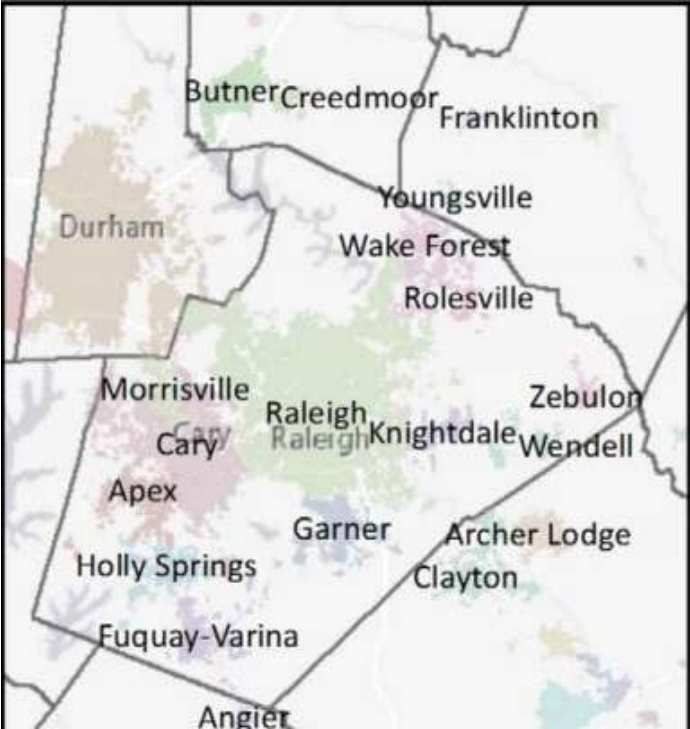 Butner
Creedmoor
Franklinton
Youngsville
Durham
Wake Forest
Rolesville
Morrisville
Zebulon
Raleigh
Cary
Raleigh
Knightdale
Cary
Wendell
Apex
Garner
Archer Lodge
Holly Springs
Clayton
Fuquay-Varina
Angier